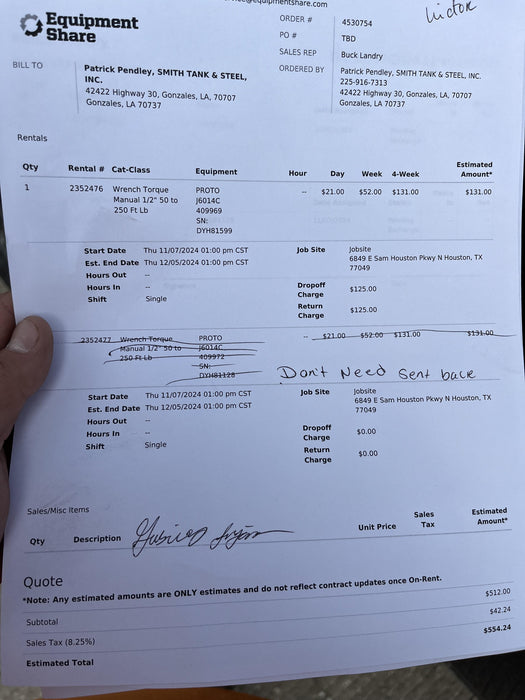 equipmentshare.com
Equipment
Share
ORDER # 4530754
PO # TBD
SALES REP Buck Landry
BILL TO
Patrick Pendley, SMITH TANK & STEEL,
INC.
42422 Highway 30, Gonzales, LA, 70707
Gonzales, LA 70737
ORDERED BY
Patrick Pendley, SMITH TANK & STEEL, INC.
225-916-7313
42422 Highway 30, Gonzales, LA, 70707
Gonzales, LA 70737
Rentals
Qty Rental # Cat-Class Equipment Hour Day Week 4-Week Estimated
Amount*
1 2352476 Wrench Torque PROTO -- $21.00 $52.00 $131.00 $131.00
Manual 1/2" 50 to J6014C
250 Ft Lb 409969
SN:
DYH81599
Start Date Thu 11/07/2024 01:00 pm CST
Est. End Date Thu 12/05/2024 01:00 pm CST
Hours Out --
Hours In --
Shift Single
Job Site Jobsite
6849 E Sam Houston Pkwy N Houston, TX
77049
Dropoff
Charge $125.00
Return
Charge $125.00
2352477 Wrench Torque PROTO -- $21.00 $52.00 $131.00 $131.00
Manual 1/2" 50 to J6014C
250 Ft Lb 409972
SN:
DYH81128
Don't Need Sent back
Start Date Thu 11/07/2024 01:00 pm CST
Est. End Date Thu 12/05/2024 01:00 pm CST
Hours Out --
Hours In --
Shift Single
Job Site Jobsite
6849 E Sam Houston Pkwy N Houston, TX
77049
Dropoff
Charge $0.00
Return
Charge $0.00
Sales/Misc Items
Qty Description Unit Price Sales
Tax Estimated
Amount*
Quote
*Note: Any estimated amounts are ONLY estimates and do not reflect contract updates once On-Rent.
Subtotal $512.00
Sales Tax (8.25%) $42.24
Estimated Total $554.24